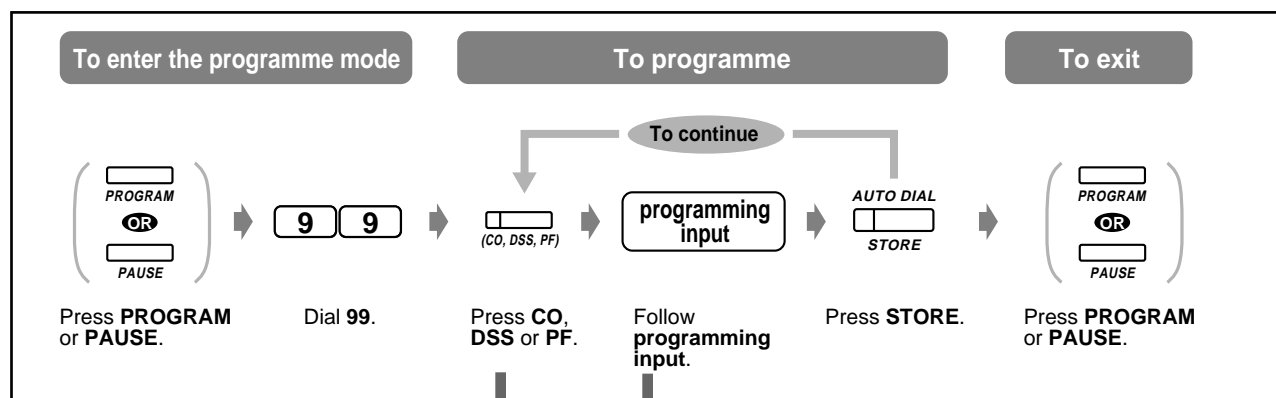 To enter the programme mode
To programme
To exit
To continue
PROGRAM
OR
PAUSE
9 9
(CO, DSS, PF)
programming
input
AUTO DIAL
STORE
PROGRAM
OR
PAUSE
Press PROGRAM
or PAUSE.
Dial 99.
Press CO,
DSS or PF.
Follow
programming
input.
Press STORE.
Press PROGRAM
or PAUSE.